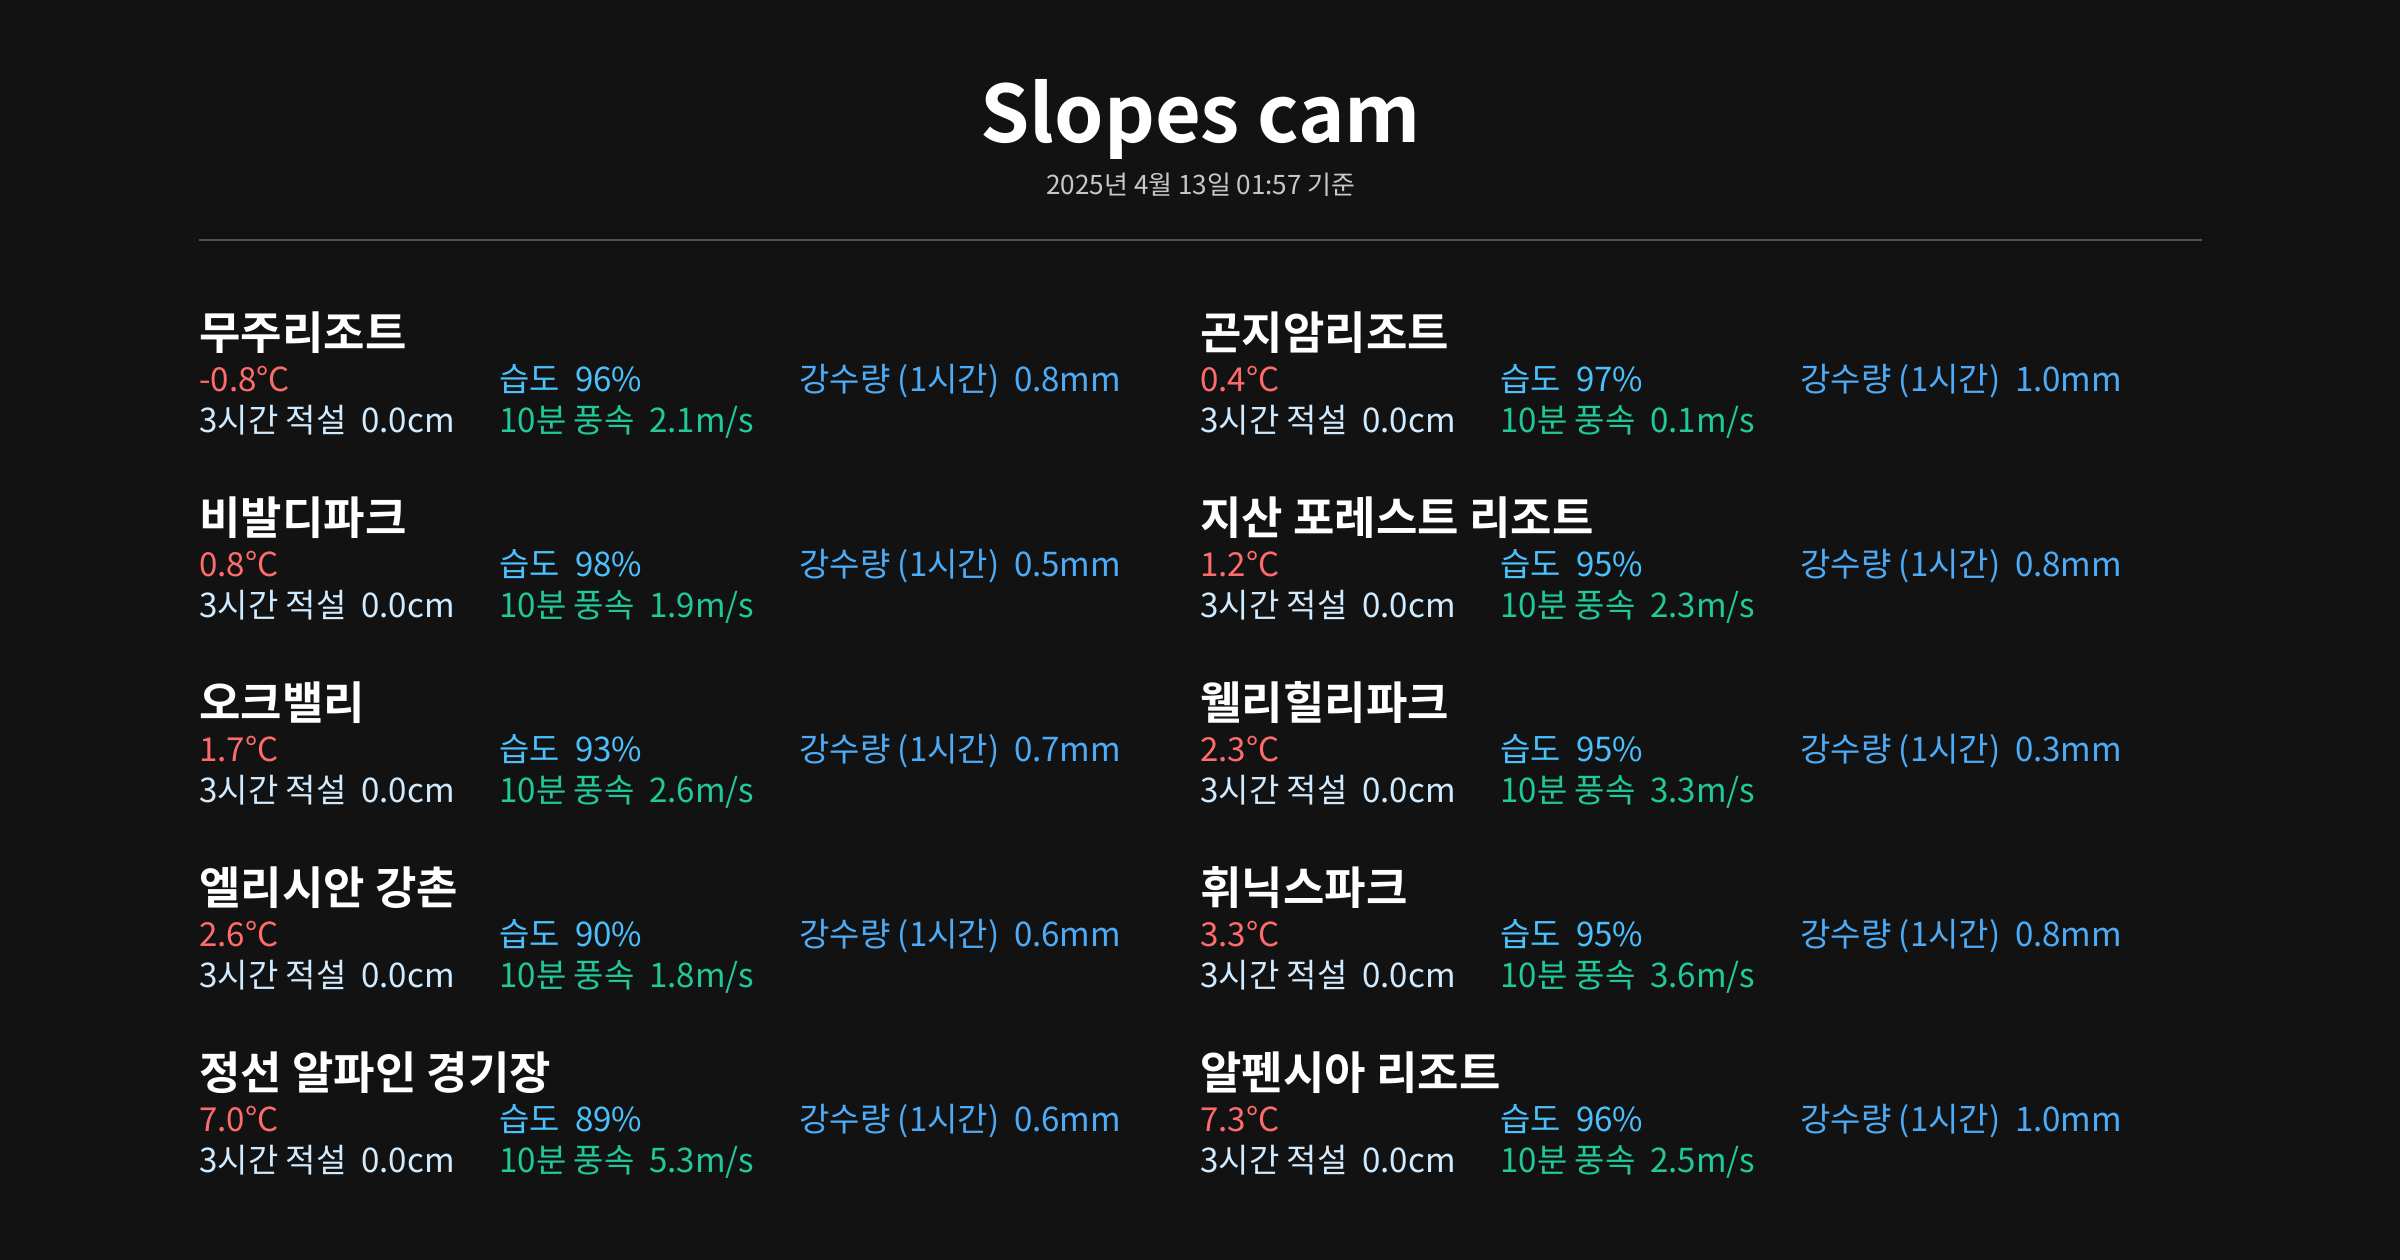 Slopes cam
2025년 4월 13일 01:57 기준
무주리조트
-0.8°C 습도 96% 강수량 (1시간) 0.8mm
3시간 적설 0.0cm 10분 풍속 2.1m/s
곤지암리조트
0.4°C 습도 97% 강수량 (1시간) 1.0mm
3시간 적설 0.0cm 10분 풍속 0.1m/s
비발디파크
0.8°C 습도 98% 강수량 (1시간) 0.5mm
3시간 적설 0.0cm 10분 풍속 1.9m/s
지산 포레스트 리조트
1.2°C 습도 95% 강수량 (1시간) 0.8mm
3시간 적설 0.0cm 10분 풍속 2.3m/s
오크밸리
1.7°C 습도 93% 강수량 (1시간) 0.7mm
3시간 적설 0.0cm 10분 풍속 2.6m/s
웰리힐리파크
2.3°C 습도 95% 강수량 (1시간) 0.3mm
3시간 적설 0.0cm 10분 풍속 3.3m/s
엘리시안 강촌
2.6°C 습도 90% 강수량 (1시간) 0.6mm
3시간 적설 0.0cm 10분 풍속 1.8m/s
휘닉스파크
3.3°C 습도 95% 강수량 (1시간) 0.8mm
3시간 적설 0.0cm 10분 풍속 3.6m/s
정선 알파인 경기장
7.0°C 습도 89% 강수량 (1시간) 0.6mm
3시간 적설 0.0cm 10분 풍속 5.3m/s
알펜시아 리조트
7.3°C 습도 96% 강수량 (1시간) 1.0mm
3시간 적설 0.0cm 10분 풍속 2.5m/s